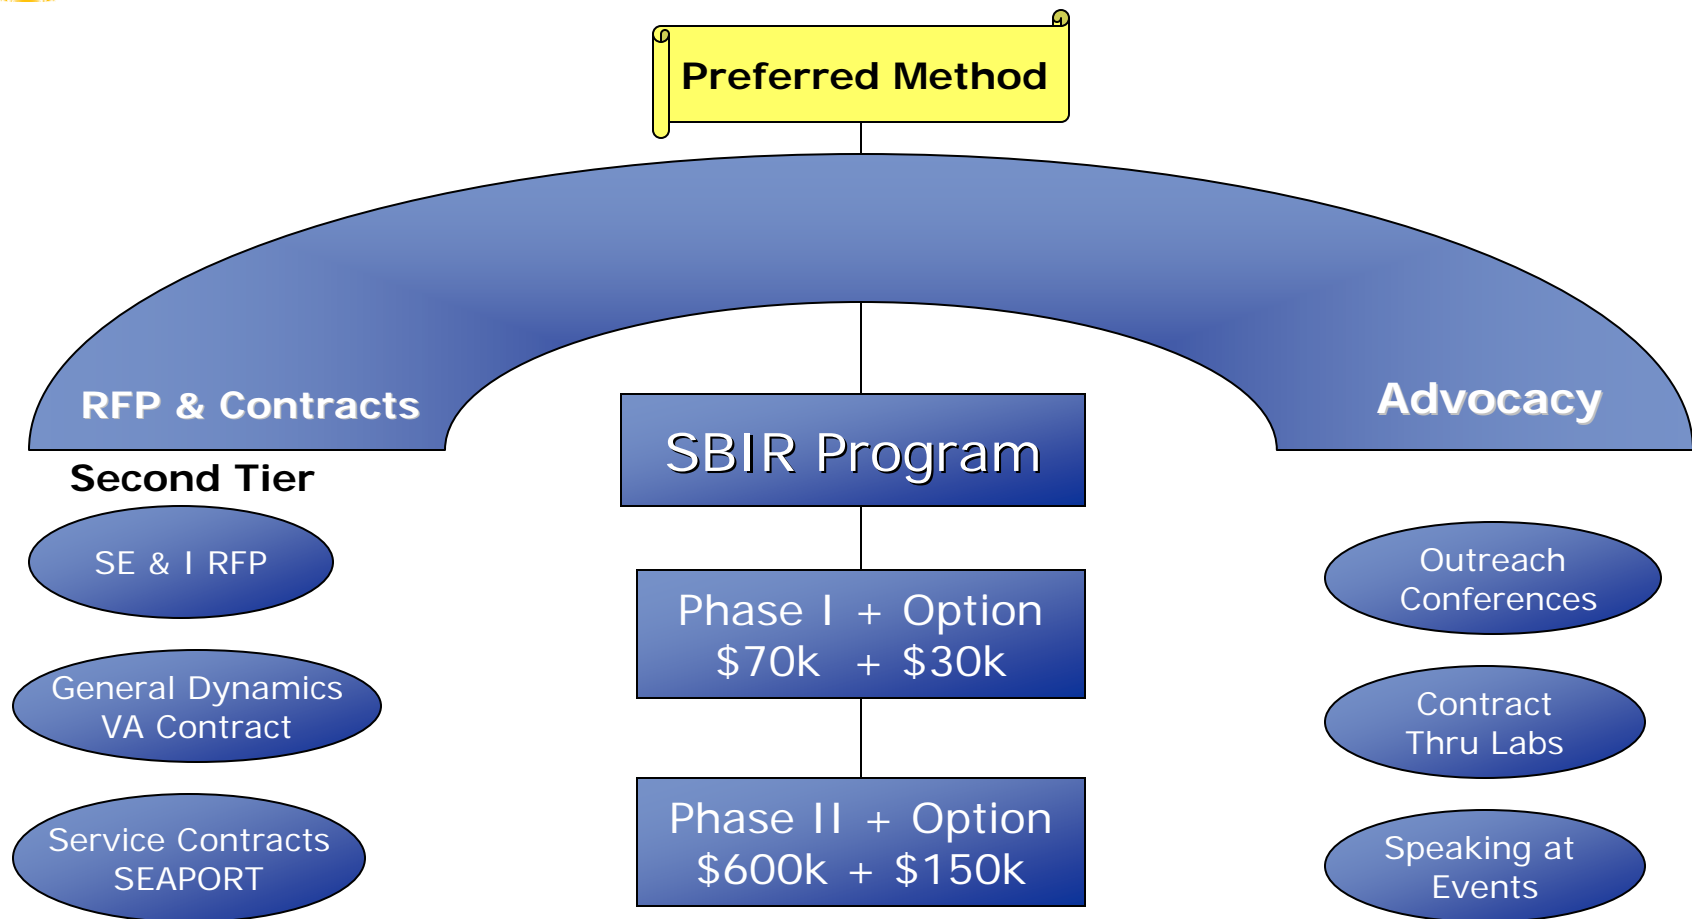 Preferred Method
RFP & Contracts
Advocacy
Second Tier
SBIR Program
SE & I RFP
General Dynamics
VA Contract
Service Contracts
SEAPORT
Phase I + Option
$70k + $30k
Phase II + Option
$600k + $150k
Outreach
Conferences
Contract
Thru Labs
Speaking at
Events